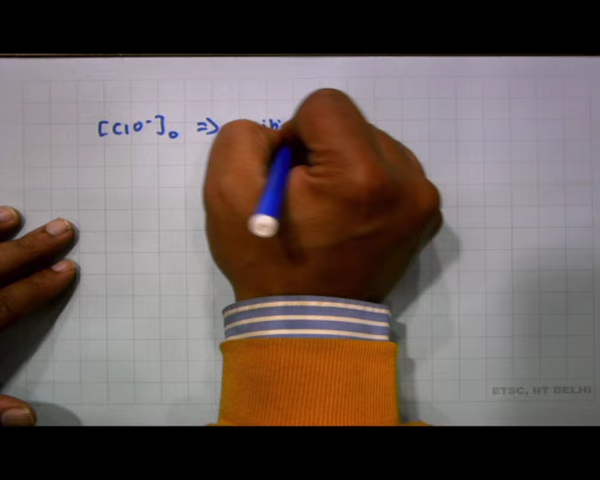 [ClO⁻]₀ ⇒
ETSC, IIT DELHI